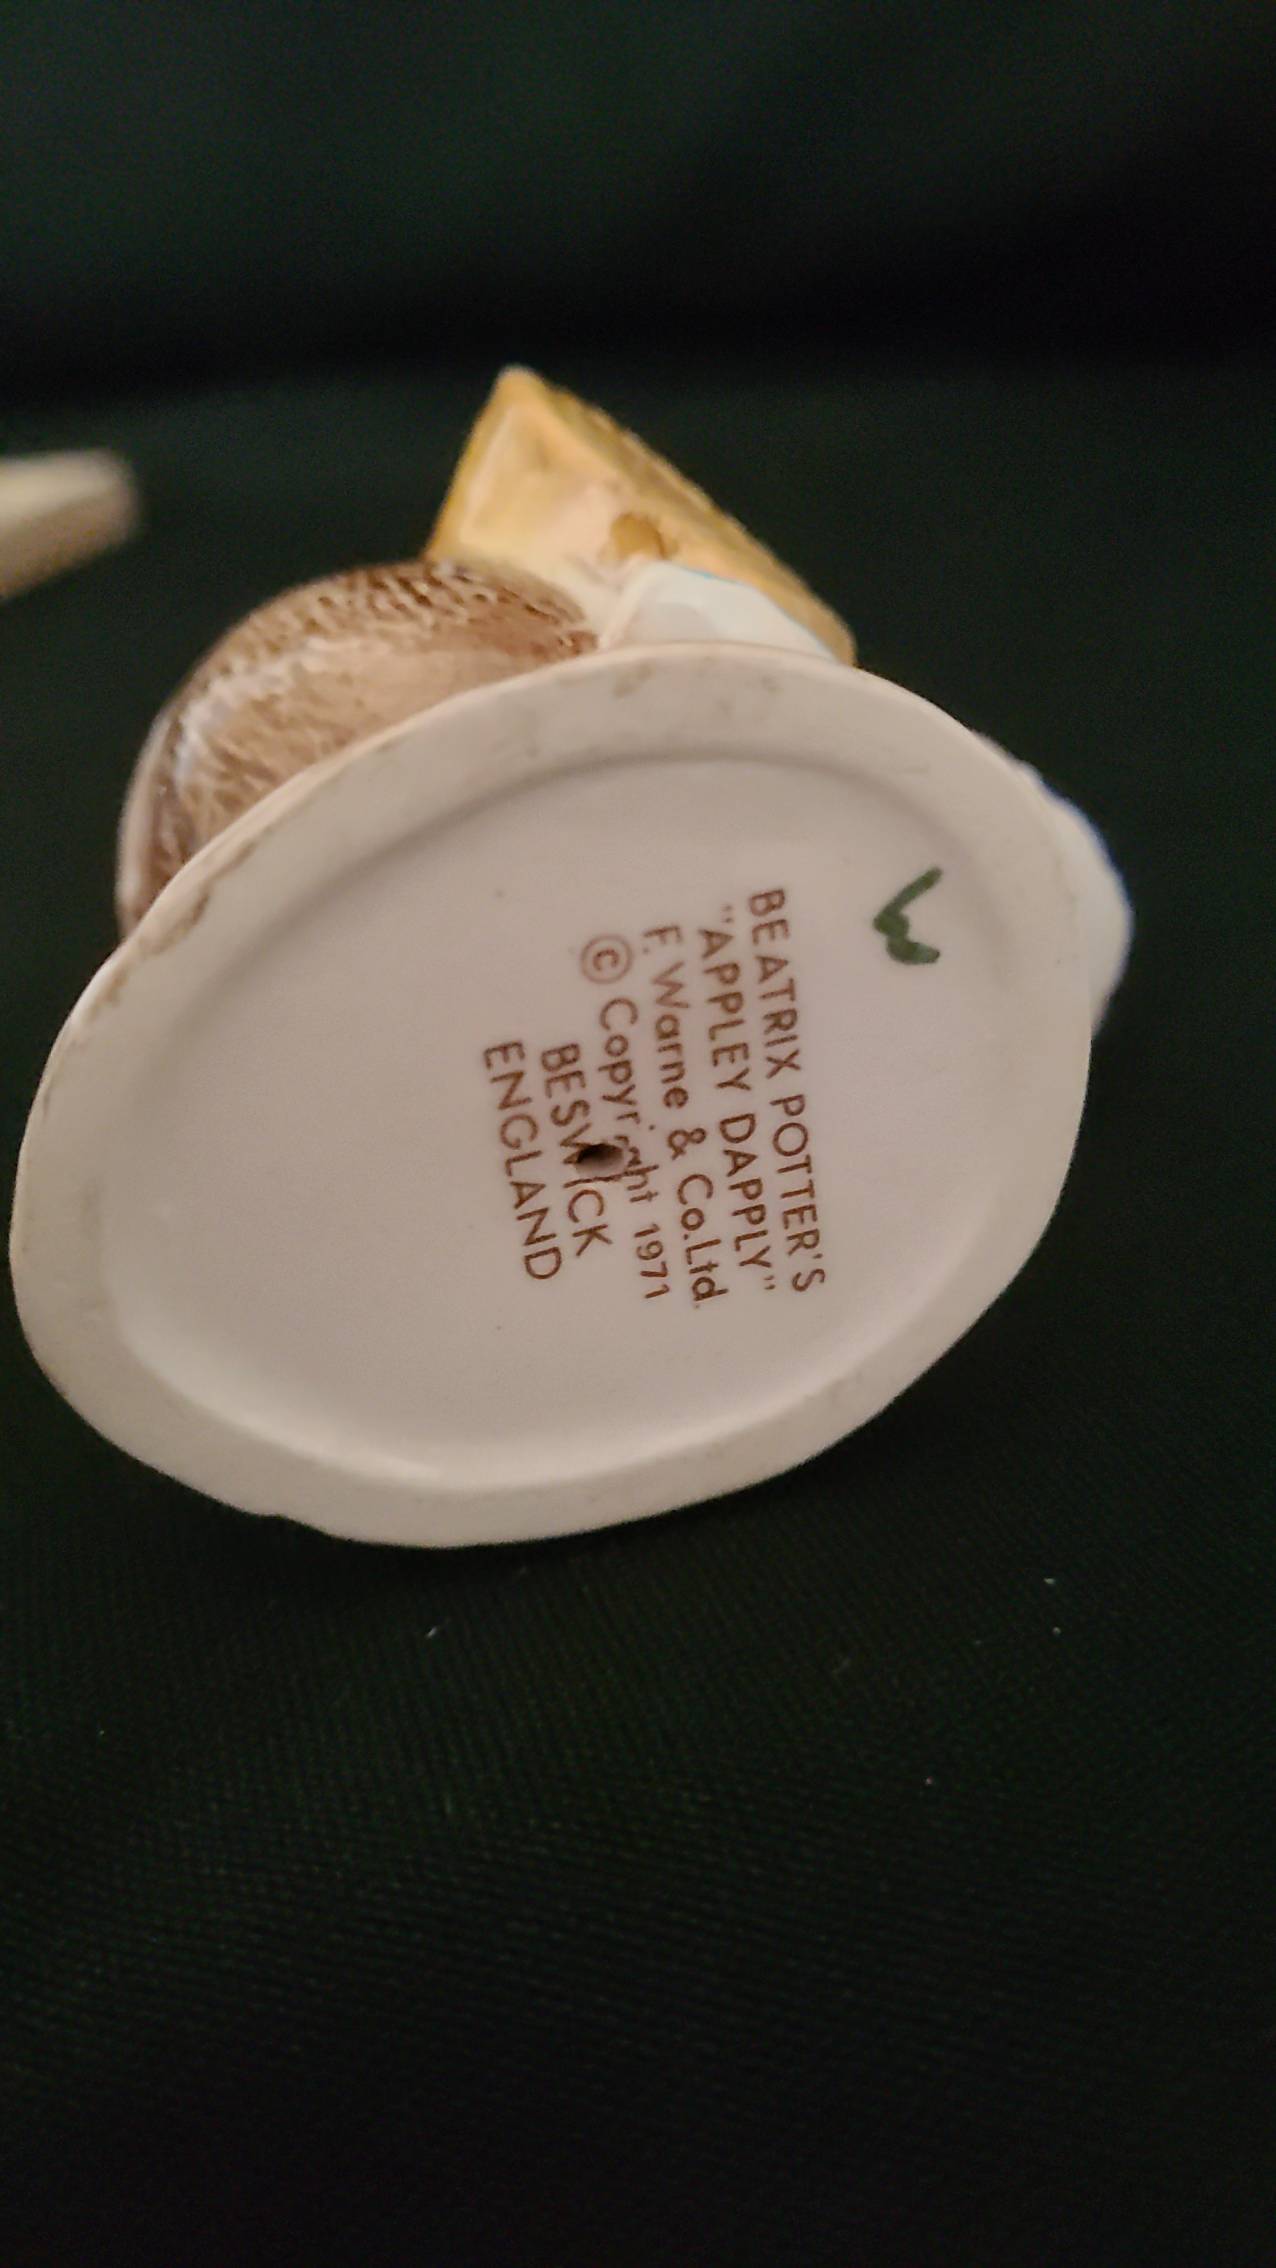 BEATRIX POTTER'S
"APPLEY DAPPLY"
F. Warne & Co.Ltd.
© Copyright 1971
BESWICK
ENGLAND